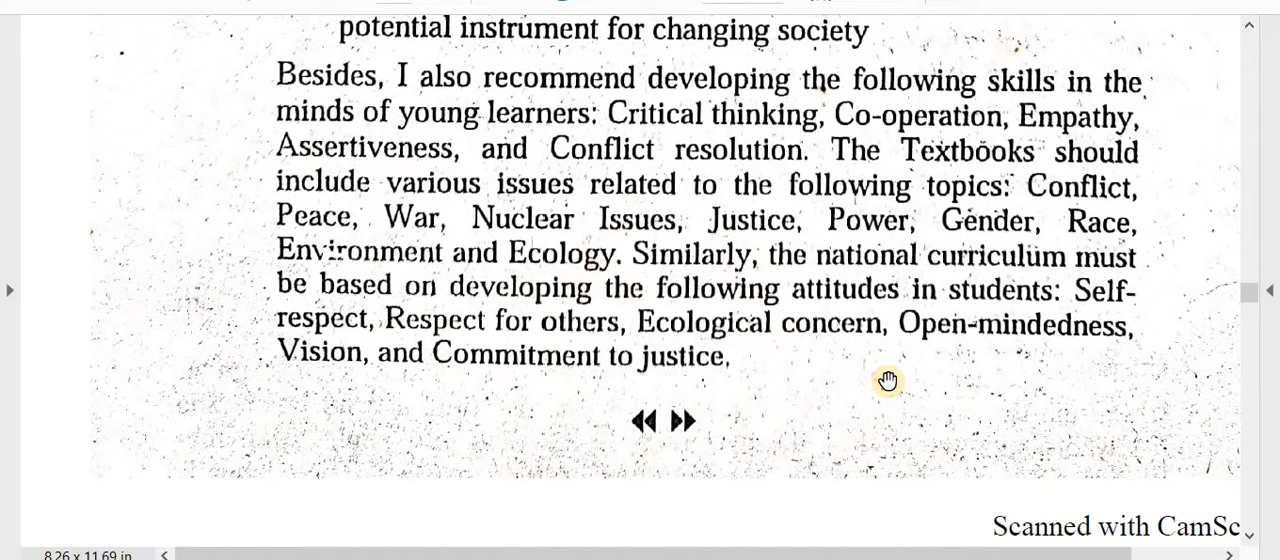 potential instrument for changing society
Besides, I also recommend developing the following skills in the
minds of young learners: Critical thinking, Co-operation, Empathy,
Assertiveness, and Conflict resolution. The Textbooks should
include various issues related to the following topics: Conflict,
Peace, War, Nuclear Issues, Justice, Power, Gender, Race,
Environment and Ecology. Similarly, the national curriculum must
be based on developing the following attitudes in students: Self-
respect, Respect for others, Ecological concern, Open-mindedness,
Vision, and Commitment to justice.
Scanned with CamSc
8.26 x 11.69 in